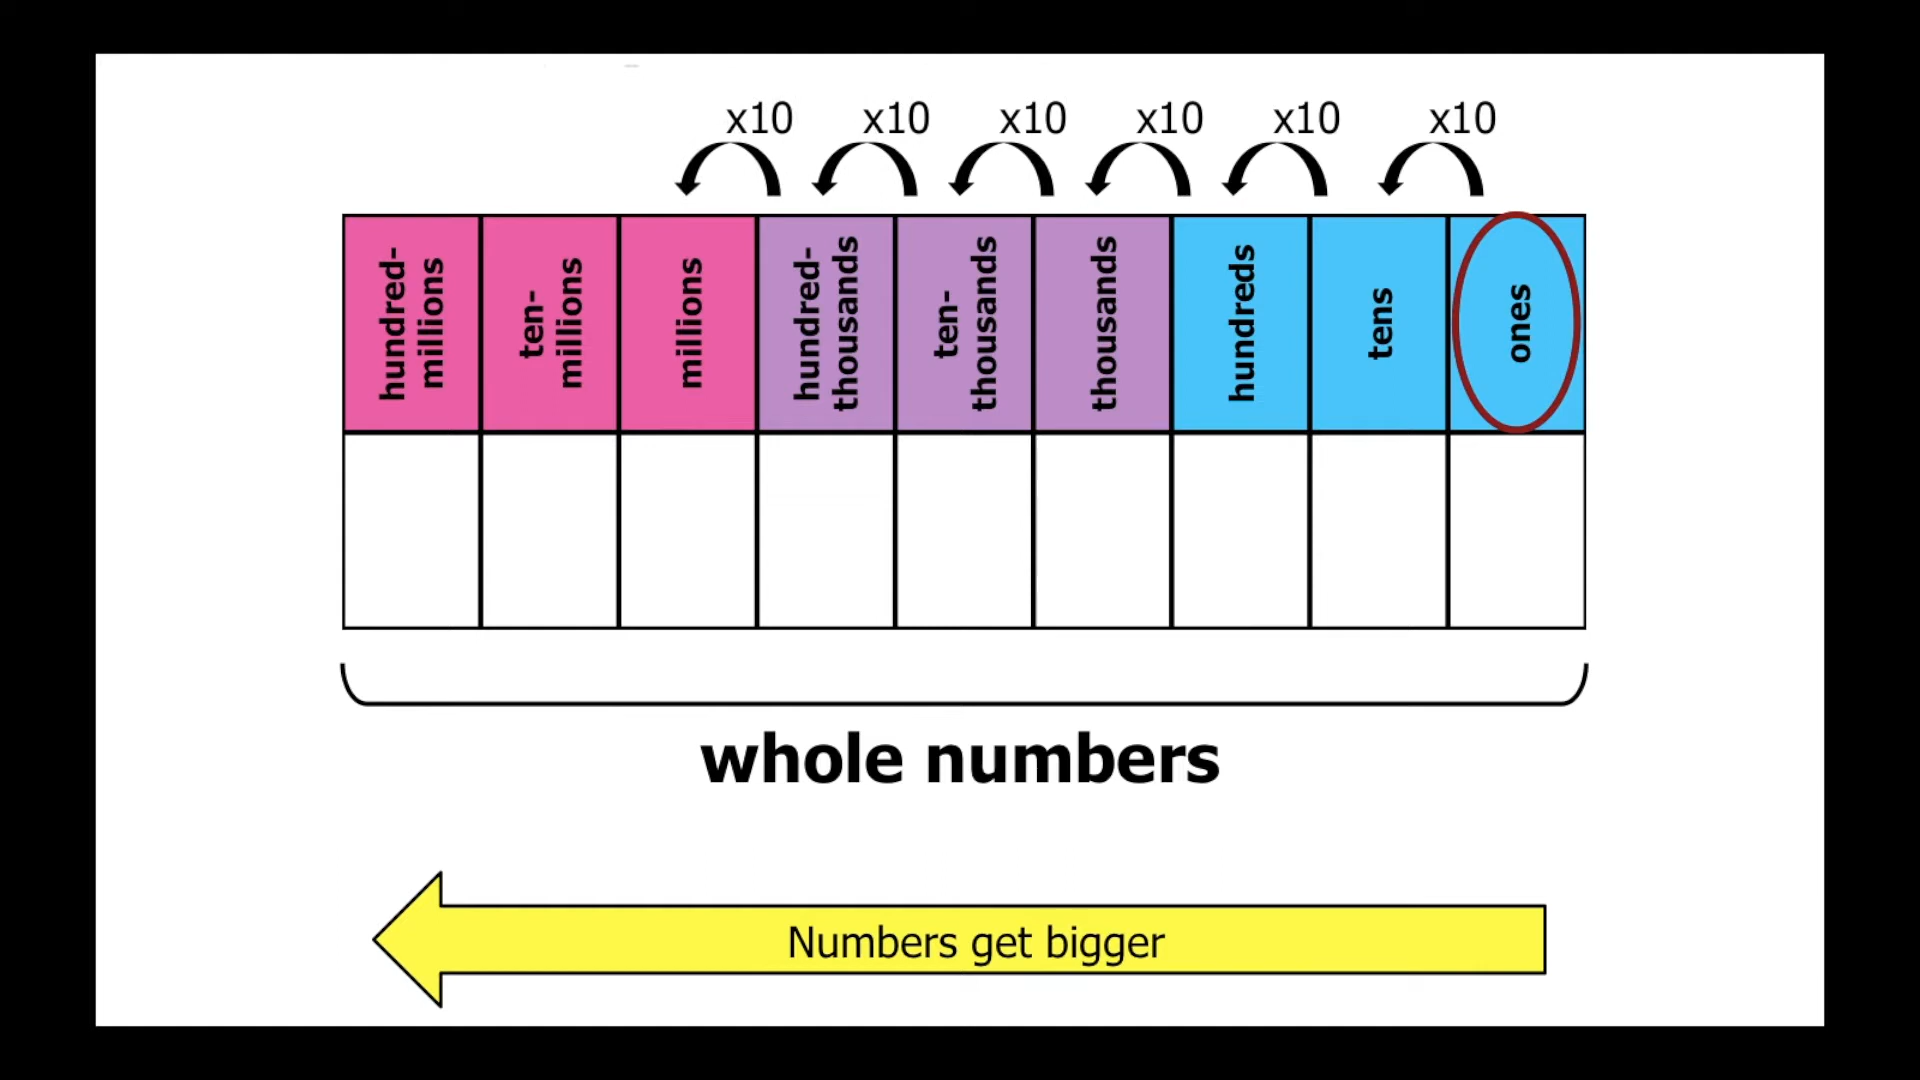 x10 x10 x10 x10 x10 x10
hundred-
millions
ten-
millions
millions
hundred-
thousands
ten-
thousands
thousands
hundreds
tens
ones
whole numbers
Numbers get bigger